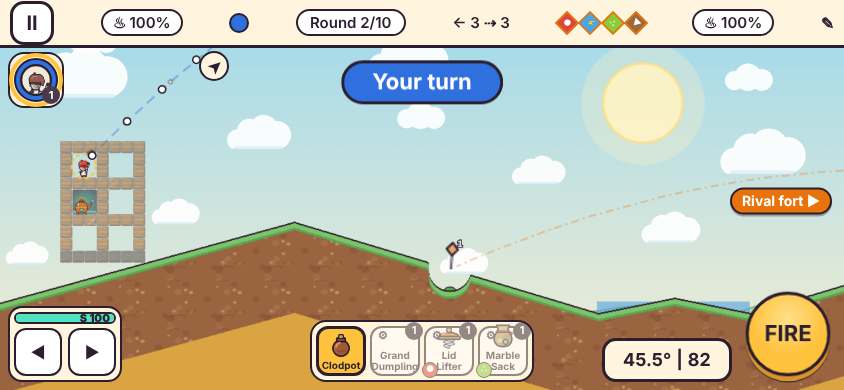 ♨ 100%
Round 2/10
← 3 ⇢ 3
♨ 100%
Your turn
1
1
Rival fort ▶
S 100
Clodpot
Grand Dumpling
1
Lid Lifter
1
Marble Sack
1
45.5° | 82
FIRE